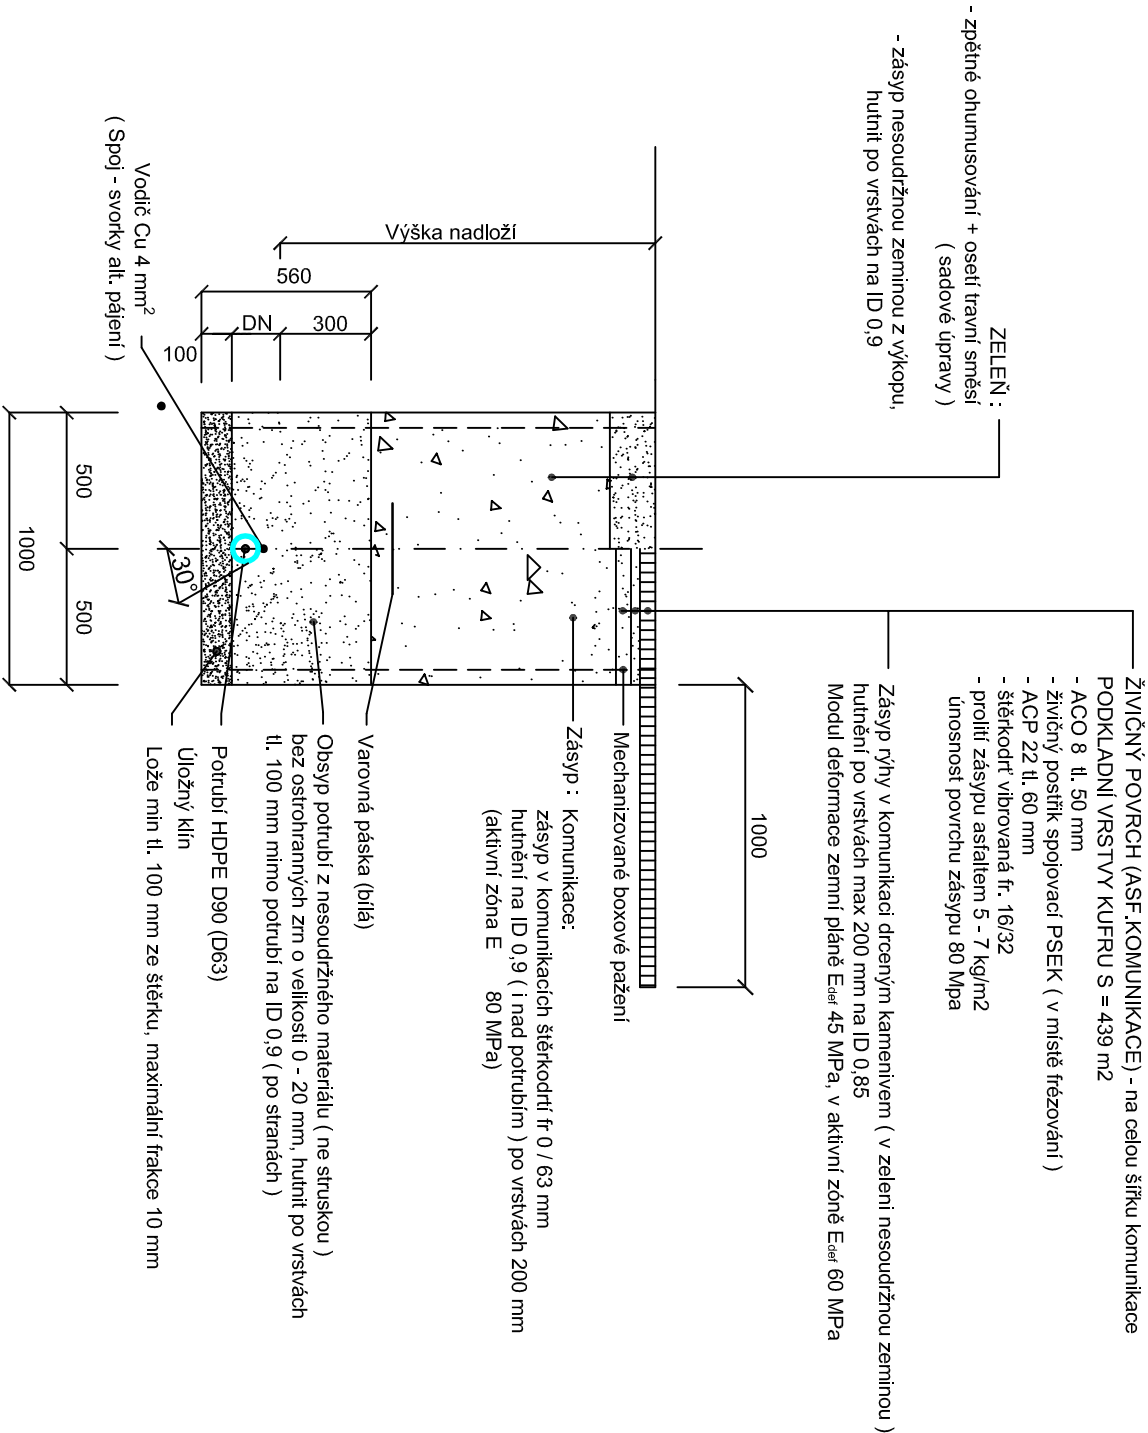 ZELEŇ :
- zpětné ohumusování + osetí travní směsí
( sadové úpravy )
- zásyp nesoudržnou zeminou z výkopu,
hutnit po vrstvách na ID 0,9
ŽIVIČNÝ POVRCH (ASF.KOMUNIKACE) - na celou šířku komunikace
PODKLADNÍ VRSTVY KUFRU S = 439 m2
- ACO 8 tl. 50 mm
- živičný postřik spojovací PSEK ( v místě frézování )
- ACP 22 tl. 60 mm
- štěrkodrť vibrovaná fr. 16/32
- prolití zásypu asfaltem 5 - 7 kg/m2
únosnost povrchu zásypu 80 Mpa
Zásyp rýhy v komunikaci drceným kamenivem ( v zeleni nesoudržnou zeminou )
hutnění po vrstvách max 200 mm na ID 0,85
Modul deformace zemní pláně Edef 45 MPa, v aktivní zóně Edef 60 MPa
1000
Mechanizované boxové pažení
Zásyp : Komunikace:
zásyp v komunikacích štěrkodrtí fr 0 / 63 mm
hutnění na ID 0,9 ( i nad potrubím ) po vrstvách 200 mm
(aktivní zóna E 80 MPa)
Varovná páska (bílá)
Obsyp potrubí z nesoudržného materiálu ( ne struskou )
bez ostrohranných zrn o velikosti 0 - 20 mm, hutnit po vrstvách
tl. 100 mm mimo potrubí na ID 0,9 ( po stranách )
Potrubí HDPE D90 (D63)
Úložný klín
Lože min tl. 100 mm ze štěrku, maximální frakce 10 mm
Výška nadloží
560
300
DN
100
Vodič Cu 4 mm²
( Spoj - svorky alt. pájení )
30°
500
500
1000